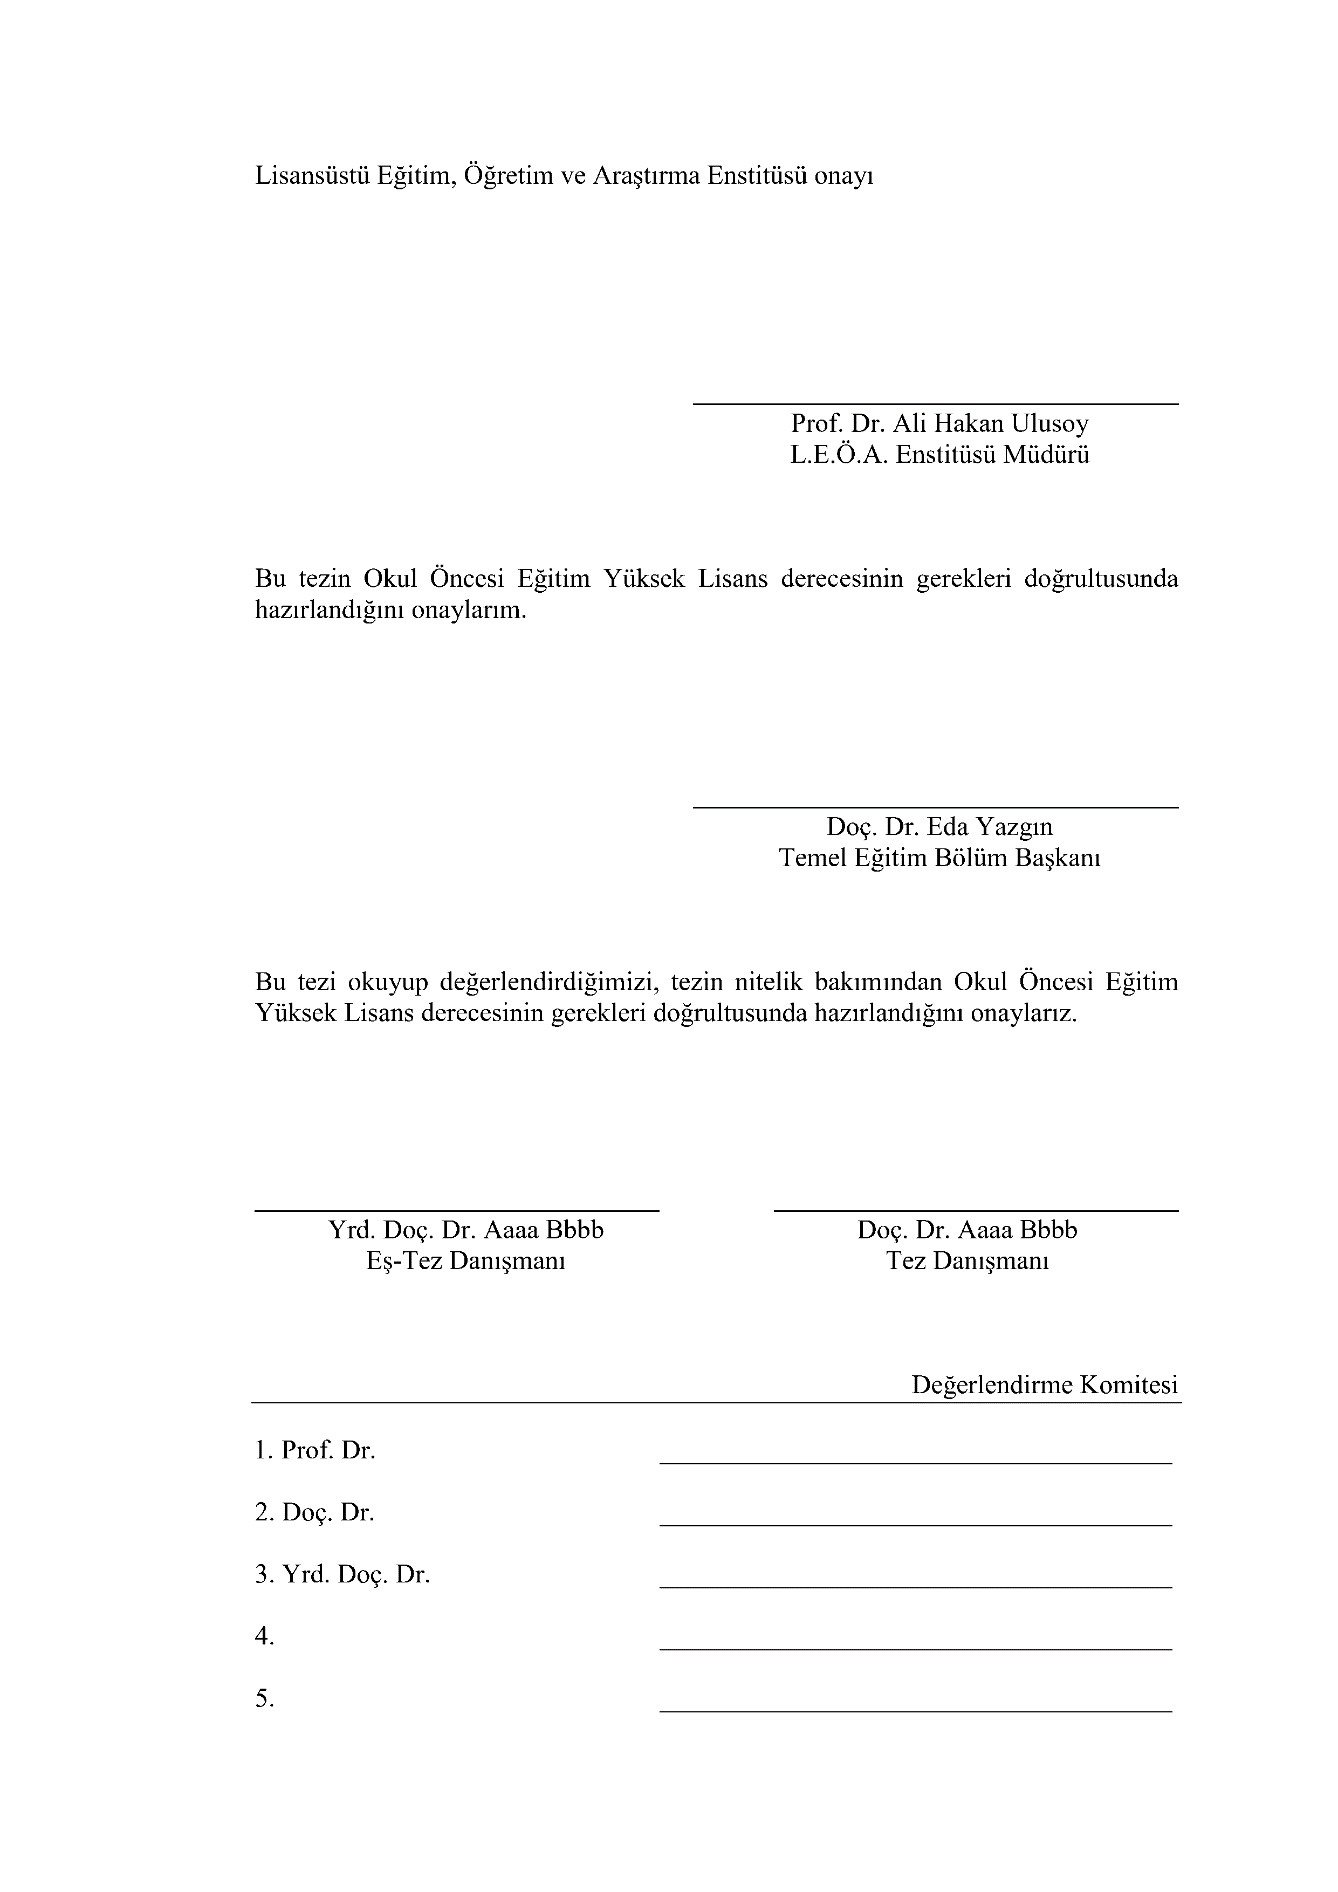 Lisansüstü Eğitim, Öğretim ve Araştırma Enstitüsü onayı
Prof. Dr. Ali Hakan Ulusoy
L.E.Ö.A. Enstitüsü Müdürü
Bu tezin Okul Öncesi Eğitim Yüksek Lisans derecesinin gerekleri doğrultusunda
hazırlandığını onaylarım.
Doç. Dr. Eda Yazgın
Temel Eğitim Bölüm Başkanı
Bu tezi okuyup değerlendirdiğimizi, tezin nitelik bakımından Okul Öncesi Eğitim
Yüksek Lisans derecesinin gerekleri doğrultusunda hazırlandığını onaylarız.
Yrd. Doç. Dr. Aaaa Bbbb
Eş-Tez Danışmanı
Doç. Dr. Aaaa Bbbb
Tez Danışmanı
Değerlendirme Komitesi
1. Prof. Dr.
2. Doç. Dr.
3. Yrd. Doç. Dr.
4.
5.